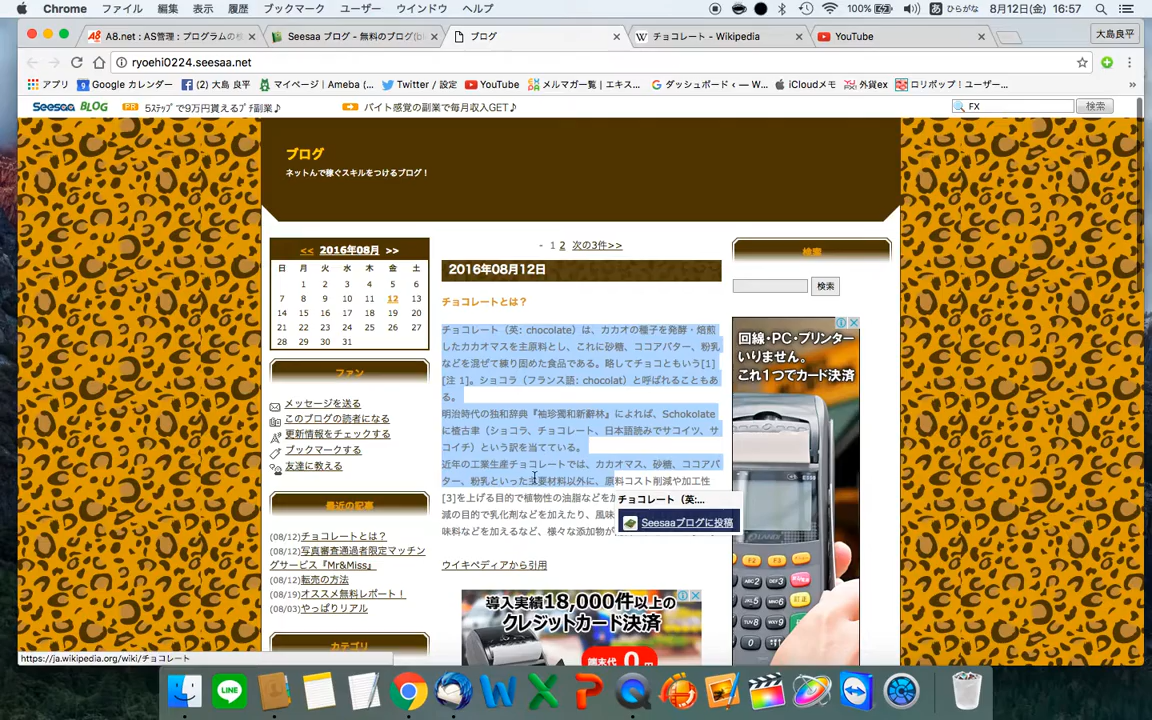 Chrome ファイル 編集 表示 履歴 ブックマーク ユーザー ウインドウ ヘルプ 100% あ ひらがな 8月12日(金) 16:57
A8.net : AS管理 : プログラムの検 Seesaa ブログ - 無料のブログ(bl ブログ チョコレート - Wikipedia YouTube 大島良平
ryoehi0224.seesaa.net
アプリ Google カレンダー (2) 大島 良平 マイページ | Ameba (... Twitter / 設定 YouTube メルマガ一覧 | エキス... ダッシュボード ‹ — W... iCloudメモ 外貨ex ロリポップ！ユーザー...
Seesaa BLOG PR 5ｽﾃｯﾌﾟで9万円貰えるﾌﾟﾁ副業♪ バイト感覚の副業で毎月収入GET♪ FX 検索
ブログ
ネットんで稼ぐスキルをつけるブログ！
<< 2016年08月 >>
日 月 火 水 木 金 土
1 2 3 4 5 6
7 8 9 10 11 12 13
14 15 16 17 18 19 20
21 22 23 24 25 26 27
28 29 30 31
ファン
メッセージを送る
このブログの読者になる
更新情報をチェックする
ブックマークする
友達に教える
最近の記事
(08/12)チョコレートとは？
(08/12)写真審査通過者限定マッチン
グサービス『Mr&Miss』
(08/12)転売の方法
(08/19)オススメ無料レポート！
(08/03)やっぱりリアル
カテゴリ
- 1 2 次の3件>>
2016年08月12日
チョコレートとは？
チョコレート（英: chocolate）は、カカオの種子を発酵・焙煎
したカカオマスを主原料とし、これに砂糖、ココアバター、粉乳
などを混ぜて練り固めた食品である。略してチョコともいう[1]
[注 1]。ショコラ（フランス語: chocolat）と呼ばれることもあ
る。
明治時代の独和辞典『袖珍獨和新辭林』によれば、Schokolate
に楂古聿（ショコラ、チョコレート、日本語読みでサコイツ、サ
コイチ）という訳を当てている。
近年の工業生産チョコレートでは、カカオマス、砂糖、ココアバ
ター、粉乳といった主要材料以外に、原料コスト削減や加工性
[3]を上げる目的で植物性の油脂などを加
減の目的で乳化剤などを加えたり、風味
味料などを加えるなど、様々な添加物が
チョコレート（英:...
Seesaaブログに投稿
ウイキペディアから引用
導入実績18,000件以上の
クレジットカード決済
端末代 0円
検索
検索
回線・PC・プリンター
いりません。
これ1つでカード決済
https://ja.wikipedia.org/wiki/チョコレート
LINE